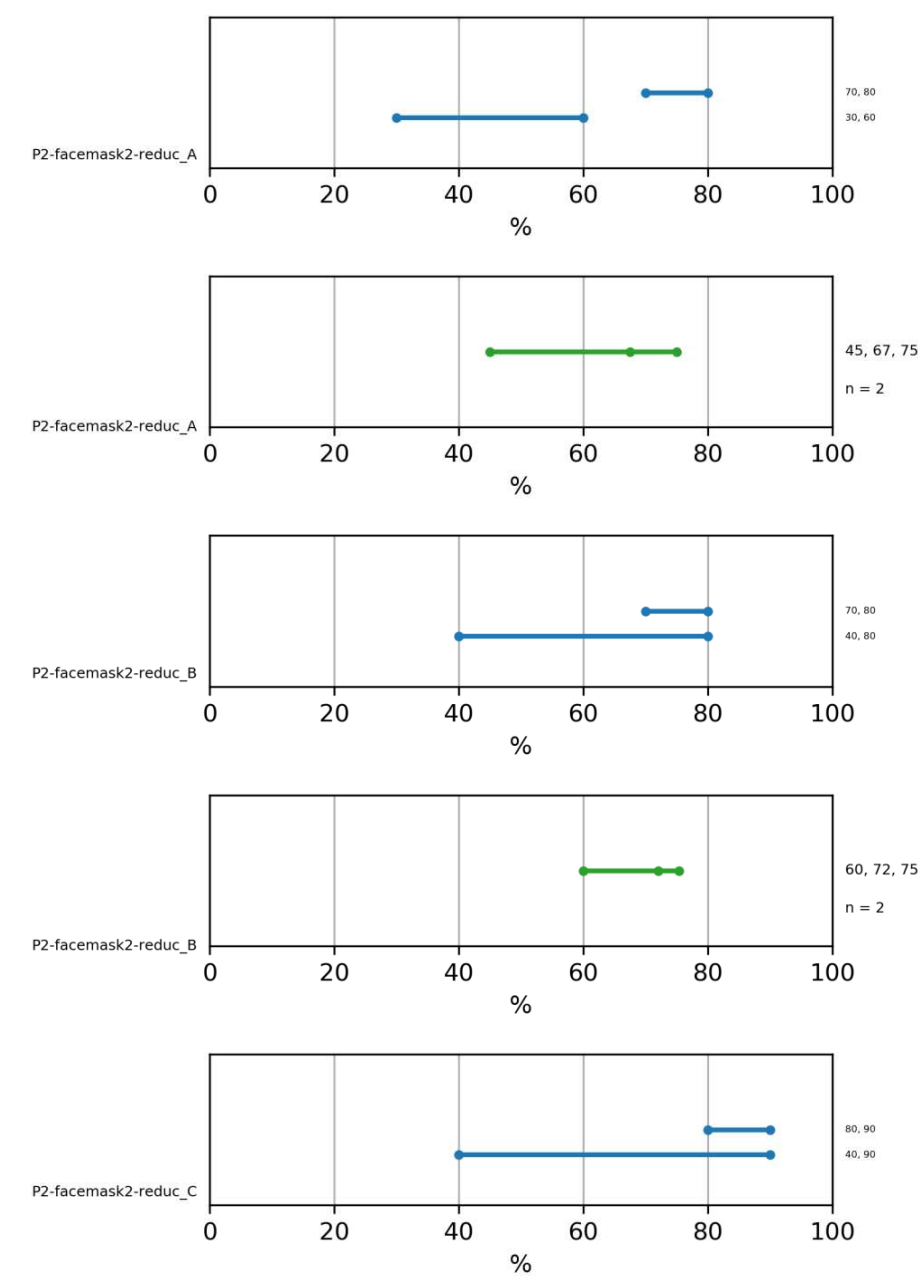 70, 80
30, 60
P2-facemask2-reduc_A
0 20 40 60 80 100
%
45, 67, 75
n = 2
P2-facemask2-reduc_A
0 20 40 60 80 100
%
70, 80
40, 80
P2-facemask2-reduc_B
0 20 40 60 80 100
%
60, 72, 75
n = 2
P2-facemask2-reduc_B
0 20 40 60 80 100
%
80, 90
40, 90
P2-facemask2-reduc_C
0 20 40 60 80 100
%